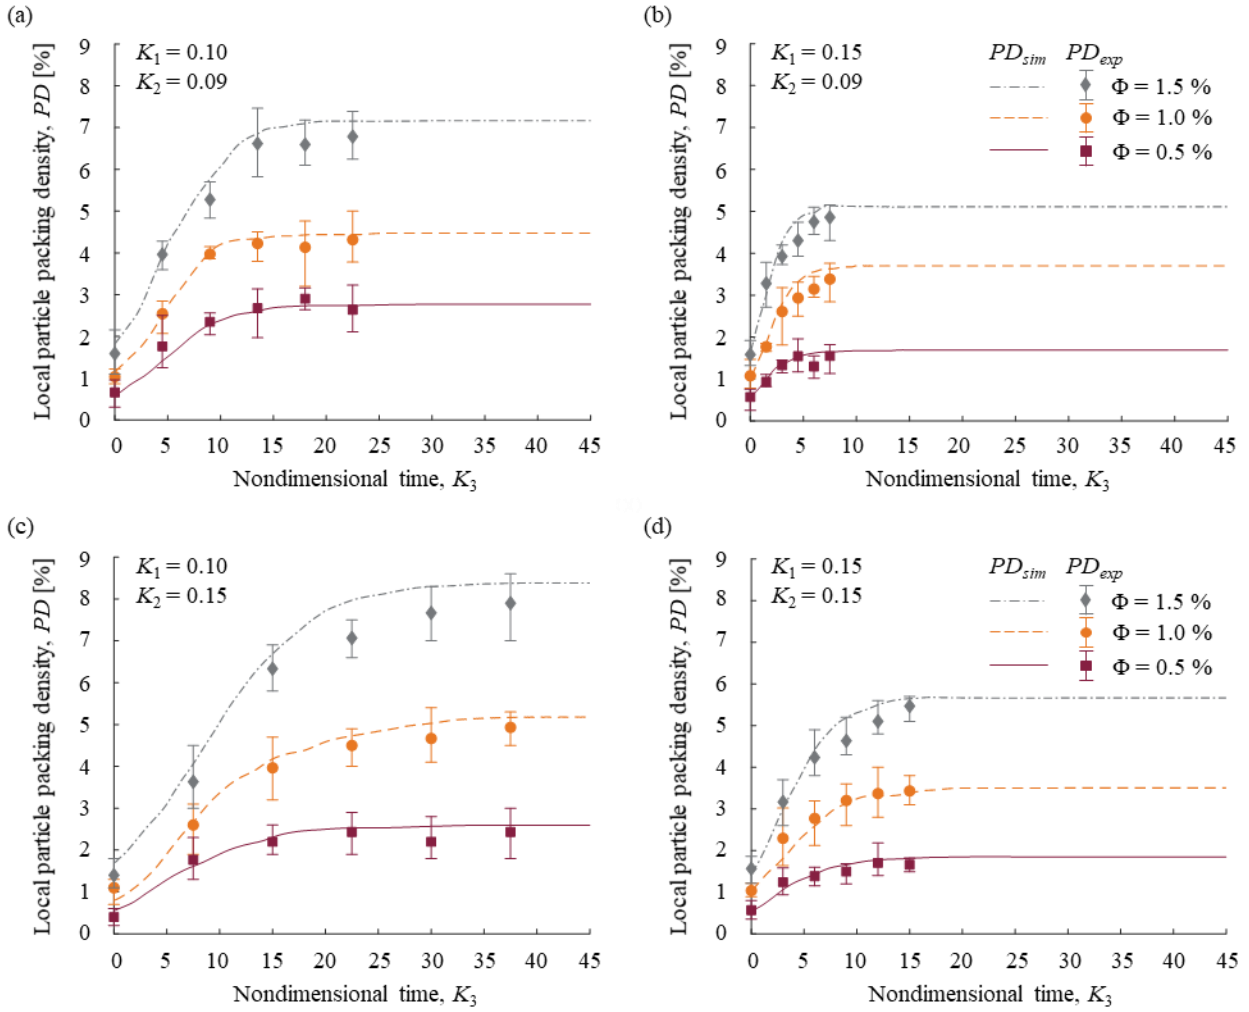 (a)
K1 = 0.10
K2 = 0.09
Local particle packing density, PD [%]
9
8
7
6
5
4
3
2
1
0
0 5 10 15 20 25 30 35 40 45
Nondimensional time, K3
(b)
K1 = 0.15
K2 = 0.09
PDsim PDexp
Φ = 1.5 %
Φ = 1.0 %
Φ = 0.5 %
Local particle packing density, PD [%]
9
8
7
6
5
4
3
2
1
0
0 5 10 15 20 25 30 35 40 45
Nondimensional time, K3
(c)
K1 = 0.10
K2 = 0.15
Local particle packing density, PD [%]
9
8
7
6
5
4
3
2
1
0
0 5 10 15 20 25 30 35 40 45
Nondimensional time, K3
(d)
K1 = 0.15
K2 = 0.15
PDsim PDexp
Φ = 1.5 %
Φ = 1.0 %
Φ = 0.5 %
Local particle packing density, PD [%]
9
8
7
6
5
4
3
2
1
0
0 5 10 15 20 25 30 35 40 45
Nondimensional time, K3